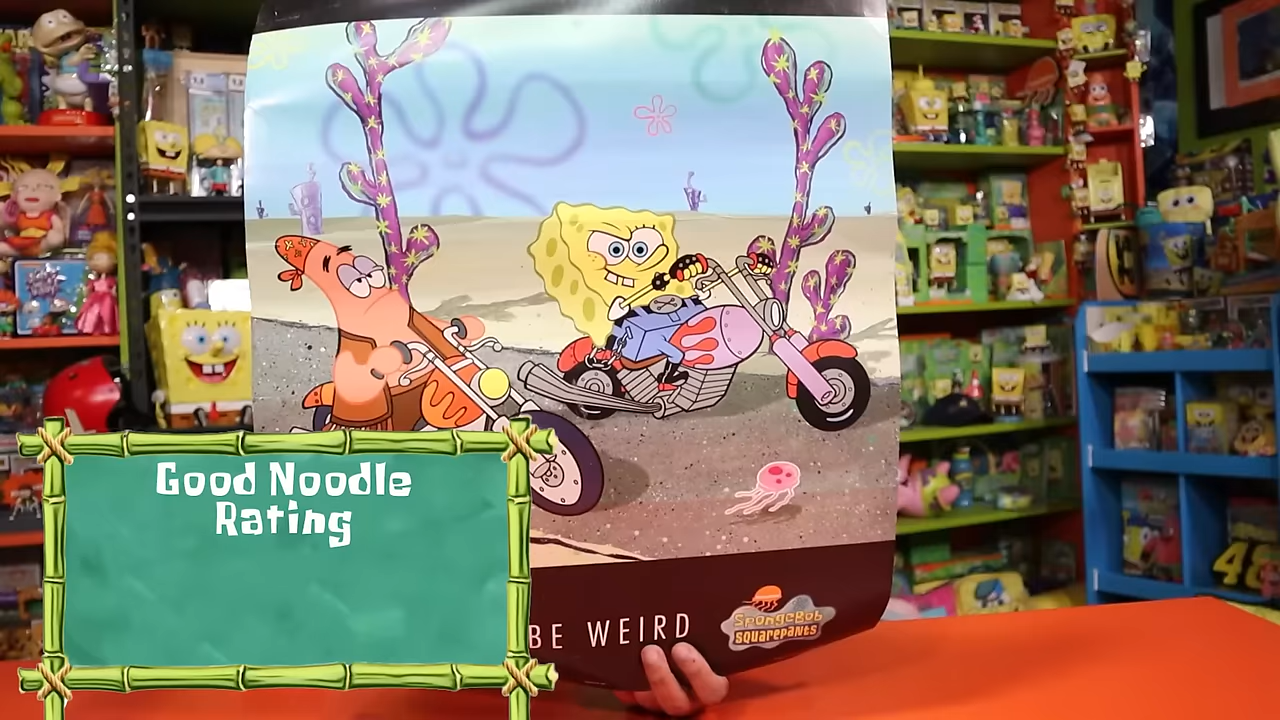 Good Noodle
Rating
BE WEIRD
SpongeBob
SQUAREPANTS